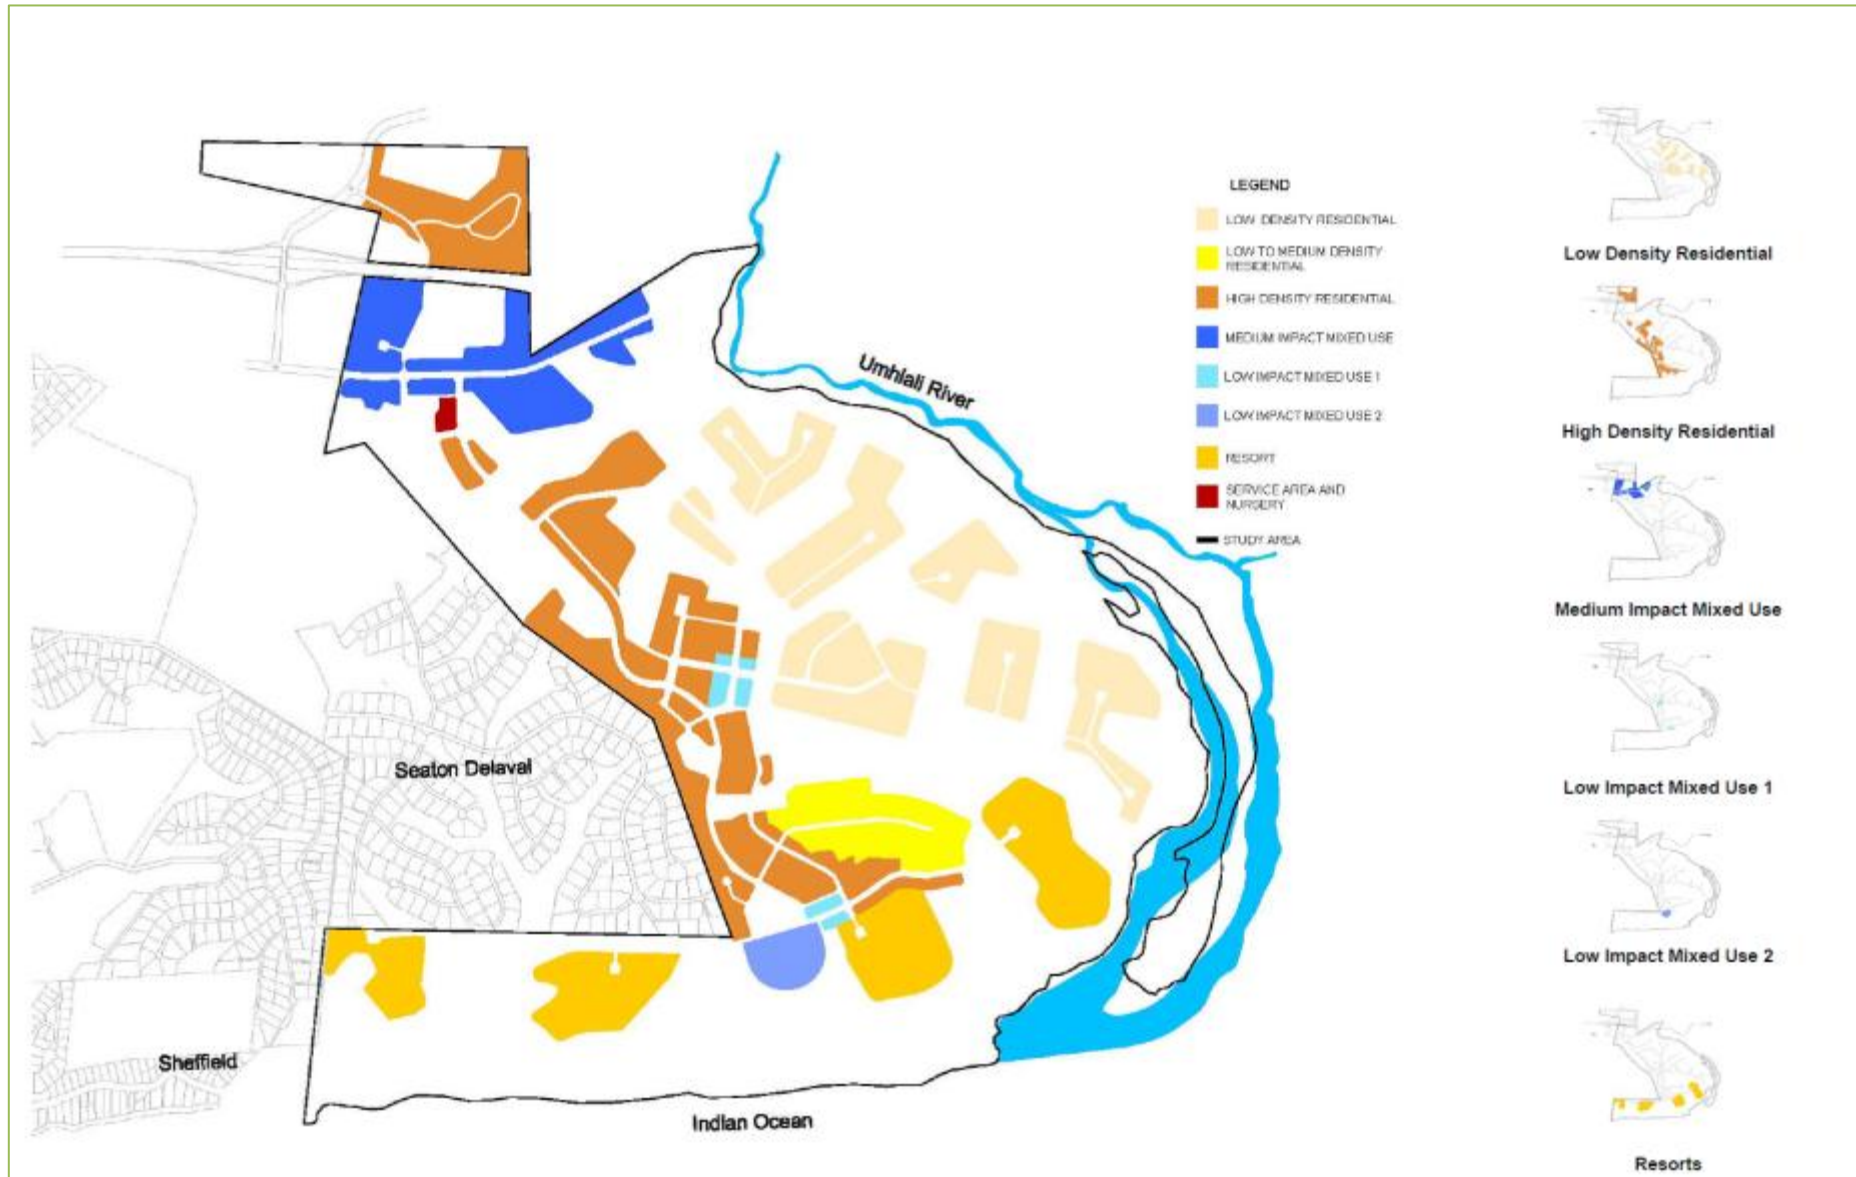 Umhlali River
Seaton Delaval
Sheffield
Indian Ocean
LEGEND
LOW DENSITY RESIDENTIAL
LOW TO MEDIUM DENSITY
RESIDENTIAL
HIGH DENSITY RESIDENTIAL
MEDIUM IMPACT MIXED USE
LOW IMPACT MIXED USE 1
LOW IMPACT MIXED USE 2
RESORT
SERVICE AREA AND
NURSERY
STUDY AREA
Low Density Residential
High Density Residential
Medium Impact Mixed Use
Low Impact Mixed Use 1
Low Impact Mixed Use 2
Resorts